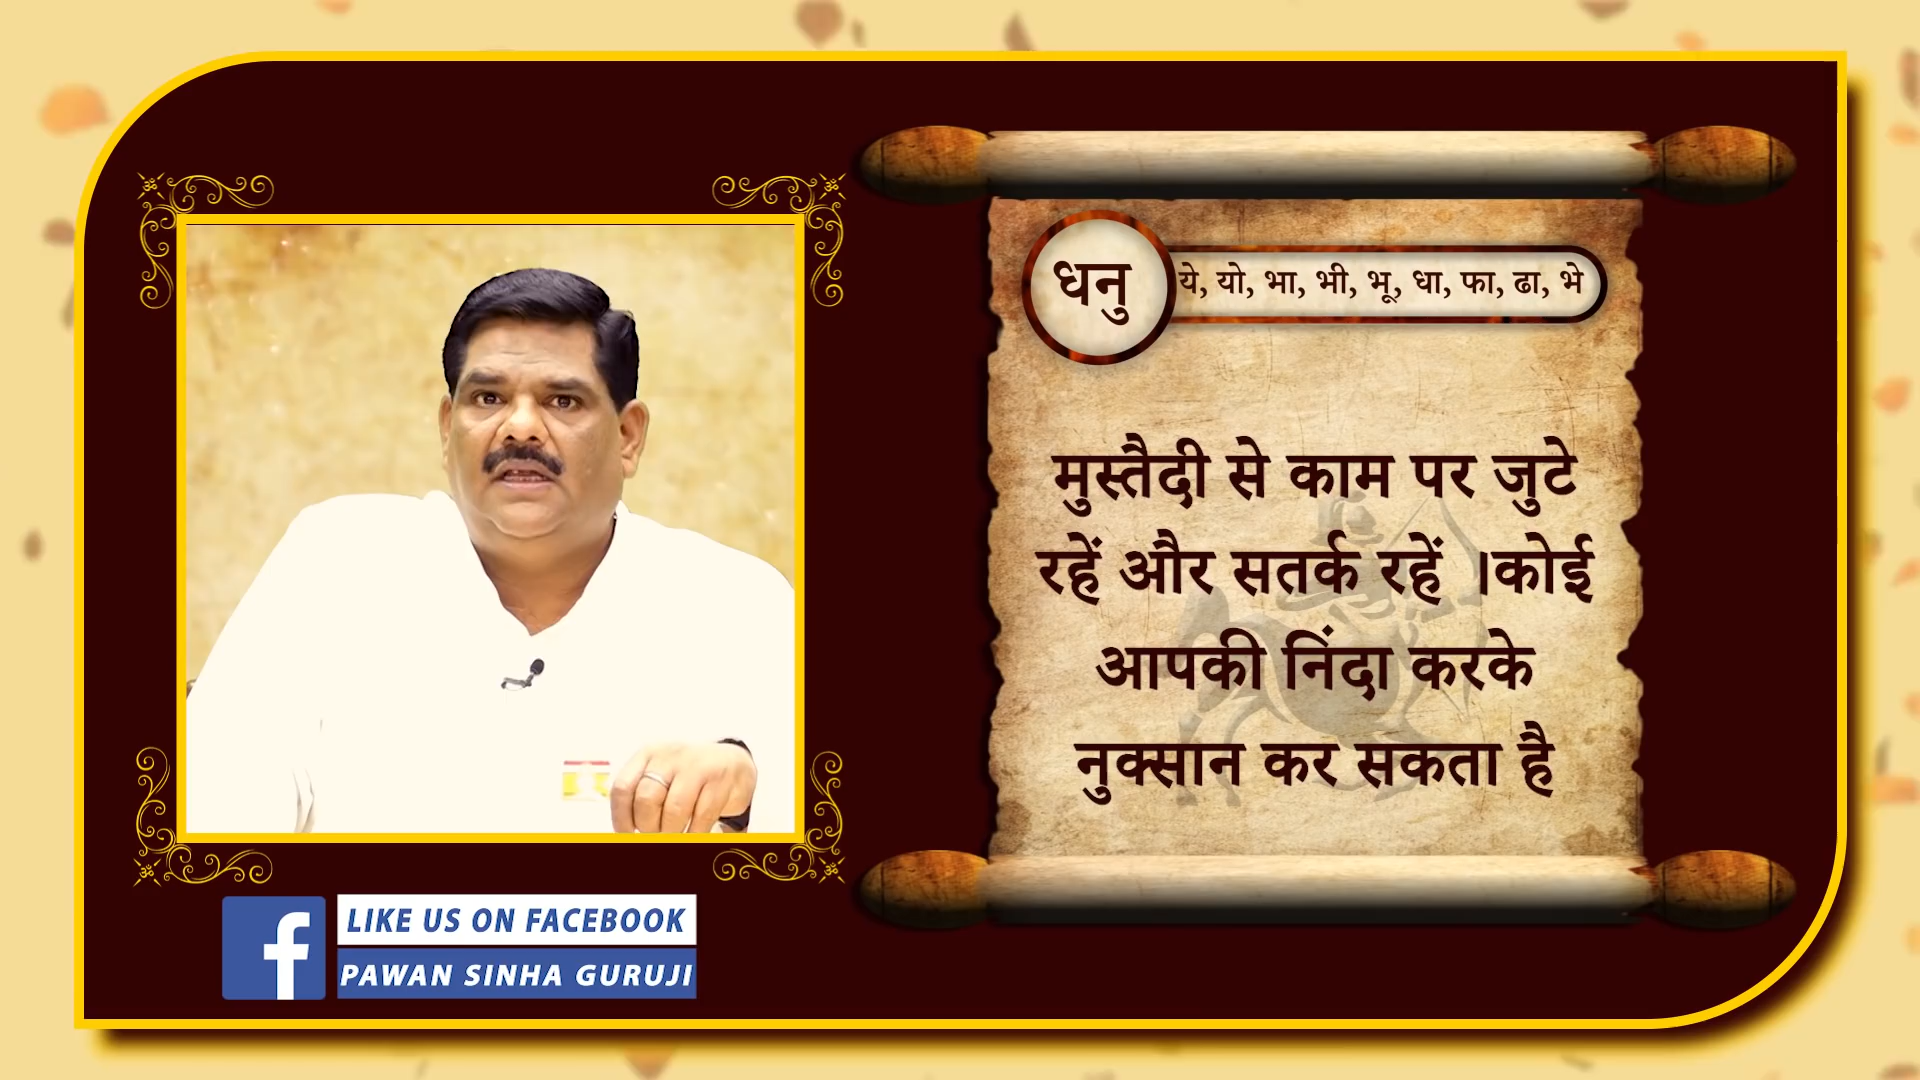 धनु
ये, यो, भा, भी, भू, धा, फा, ढा, भे
मुस्तैदी से काम पर जुटे
रहें और सतर्क रहें ।कोई
आपकी निंदा करके
नुक्सान कर सकता है
f
LIKE US ON FACEBOOK
PAWAN SINHA GURUJI